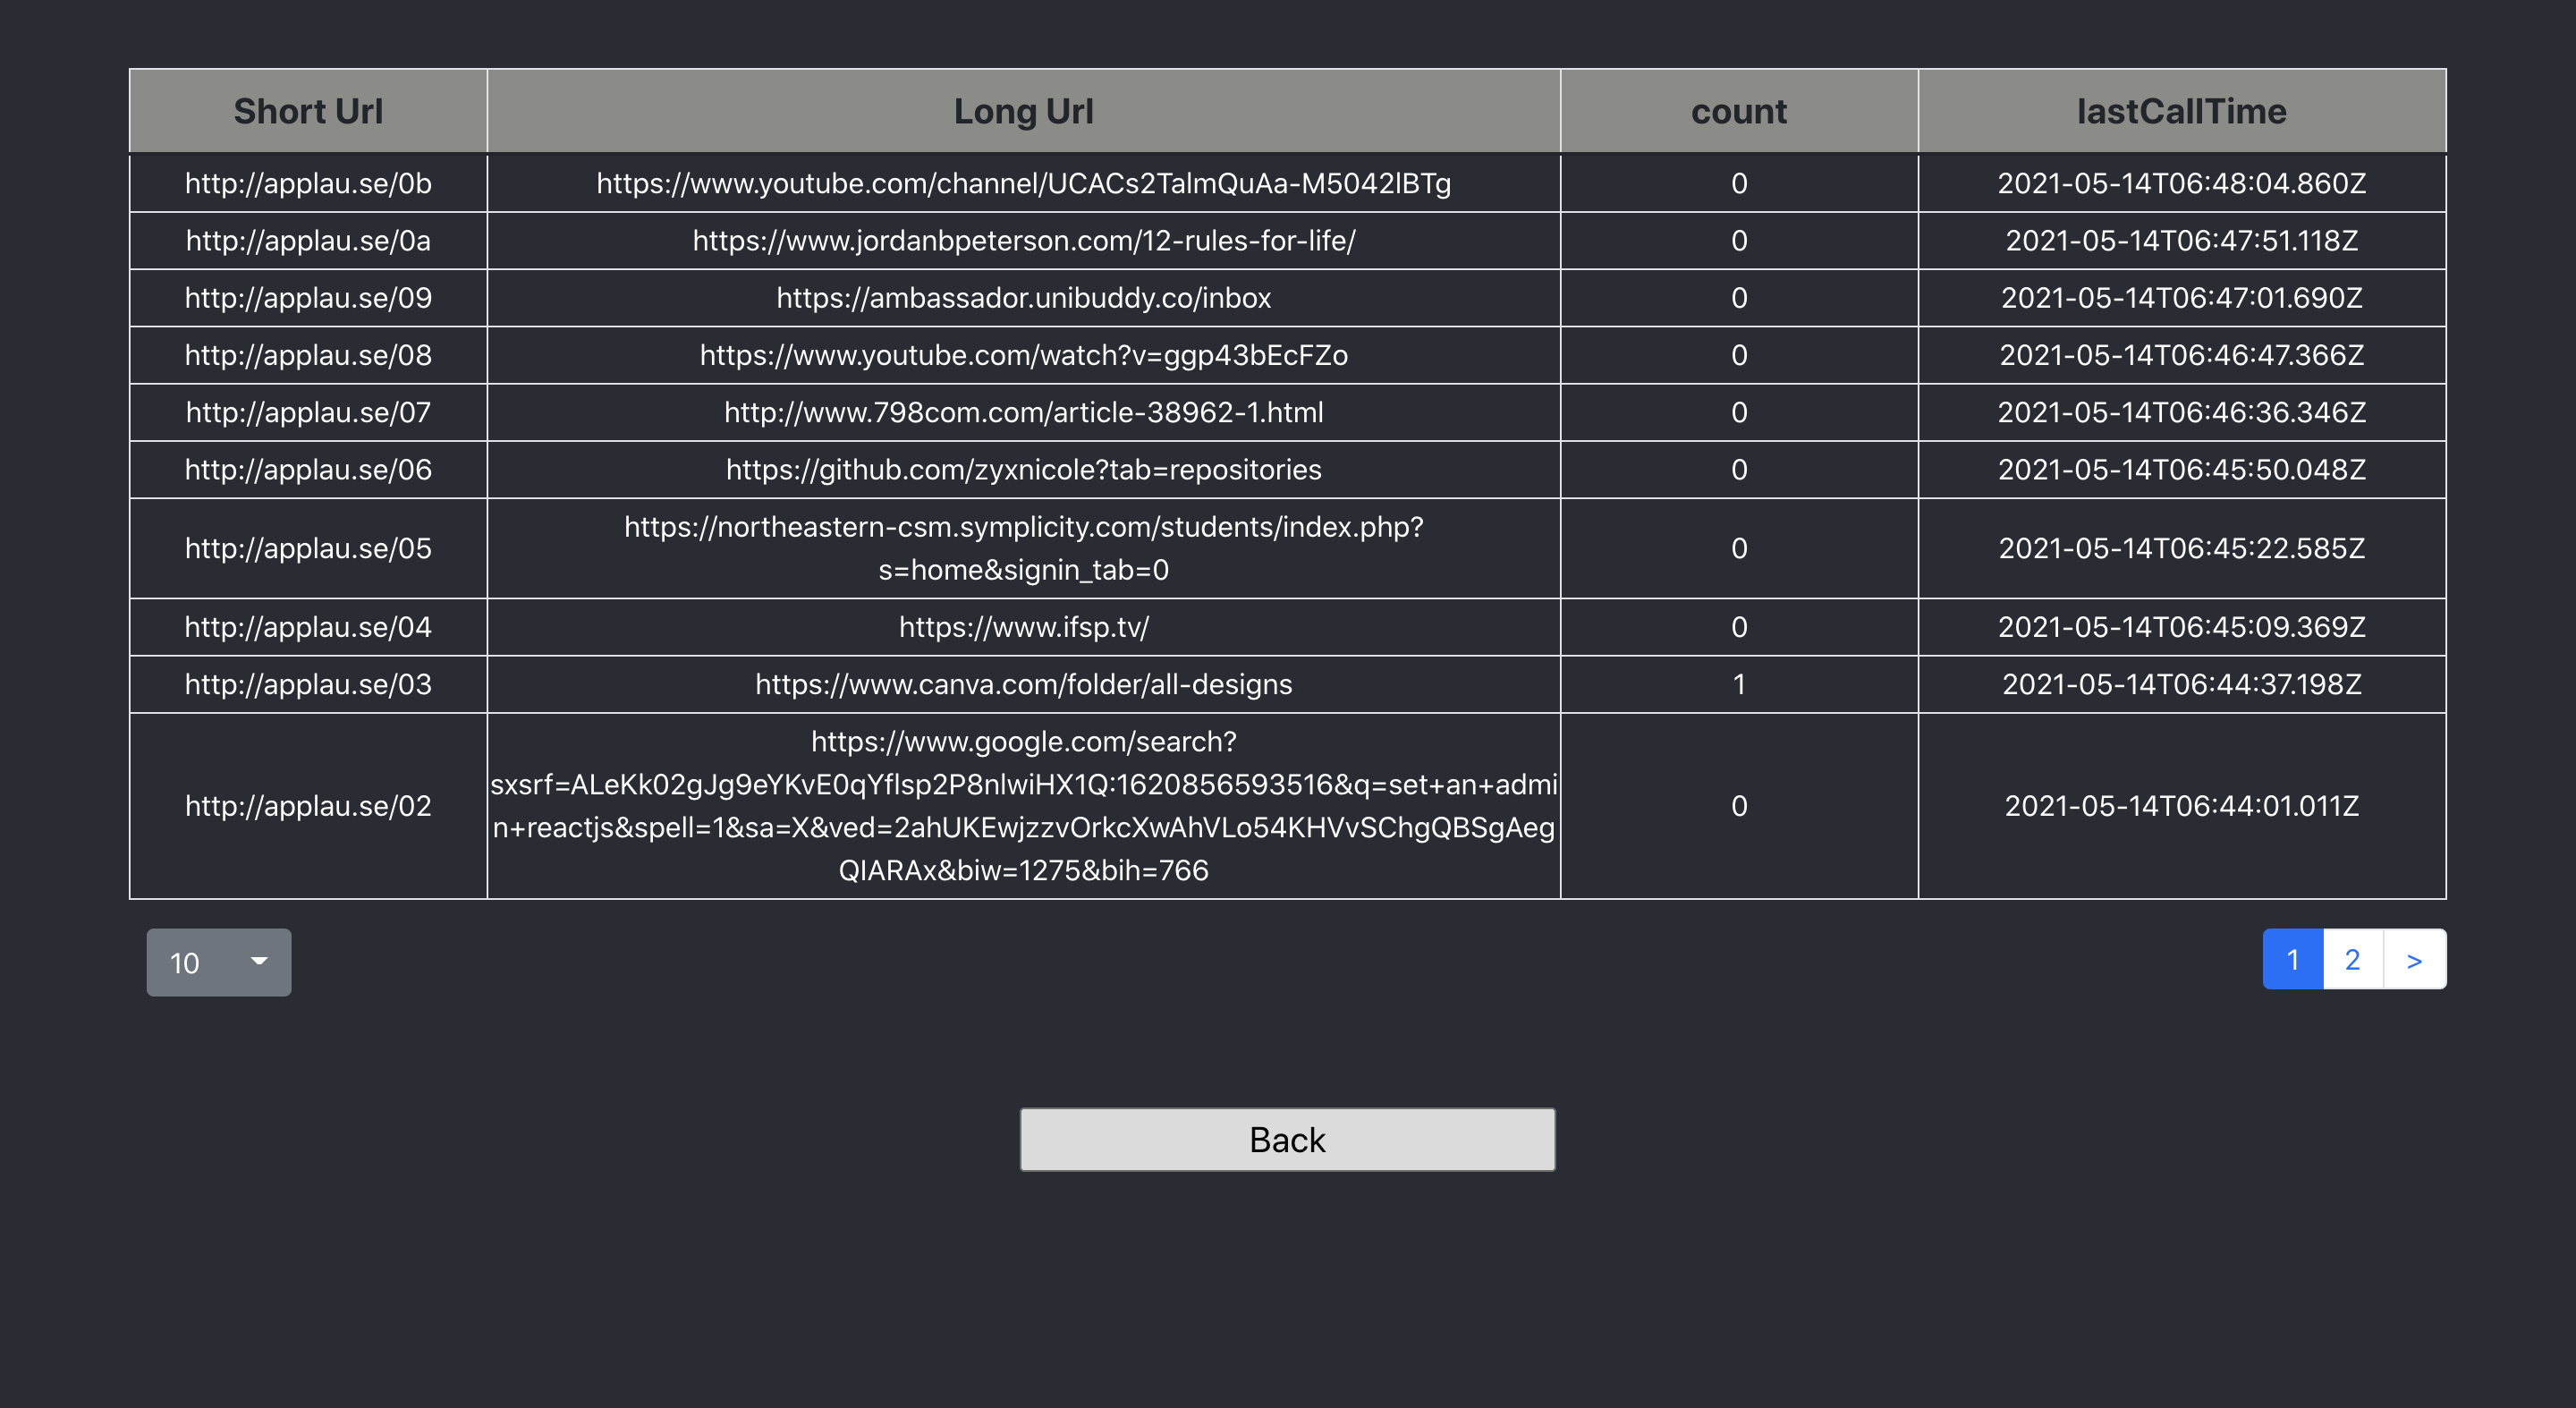 Short Url Long Url count lastCallTime
http://applau.se/0b https://www.youtube.com/channel/UCACs2TalmQuAa-M5042lBTg 0 2021-05-14T06:48:04.860Z
http://applau.se/0a https://www.jordanbpeterson.com/12-rules-for-life/ 0 2021-05-14T06:47:51.118Z
http://applau.se/09 https://ambassador.unibuddy.co/inbox 0 2021-05-14T06:47:01.690Z
http://applau.se/08 https://www.youtube.com/watch?v=ggp43bEcFZo 0 2021-05-14T06:46:47.366Z
http://applau.se/07 http://www.798com.com/article-38962-1.html 0 2021-05-14T06:46:36.346Z
http://applau.se/06 https://github.com/zyxnicole?tab=repositories 0 2021-05-14T06:45:50.048Z
http://applau.se/05 https://northeastern-csm.symplicity.com/students/index.php? 0 2021-05-14T06:45:22.585Z
s=home&signin_tab=0
http://applau.se/04 https://www.ifsp.tv/ 0 2021-05-14T06:45:09.369Z
http://applau.se/03 https://www.canva.com/folder/all-designs 1 2021-05-14T06:44:37.198Z
http://applau.se/02 https://www.google.com/search? 0 2021-05-14T06:44:01.011Z
sxsrf=ALeKk02gJg9eYKvE0qYflsp2P8nlwiHX1Q:1620856593516&q=set+an+admi
n+reactjs&spell=1&sa=X&ved=2ahUKEwjzzvOrkcXwAhVLo54KHVvSChgQBSgAeg
QIARAx&biw=1275&bih=766
10 1 2 >
Back